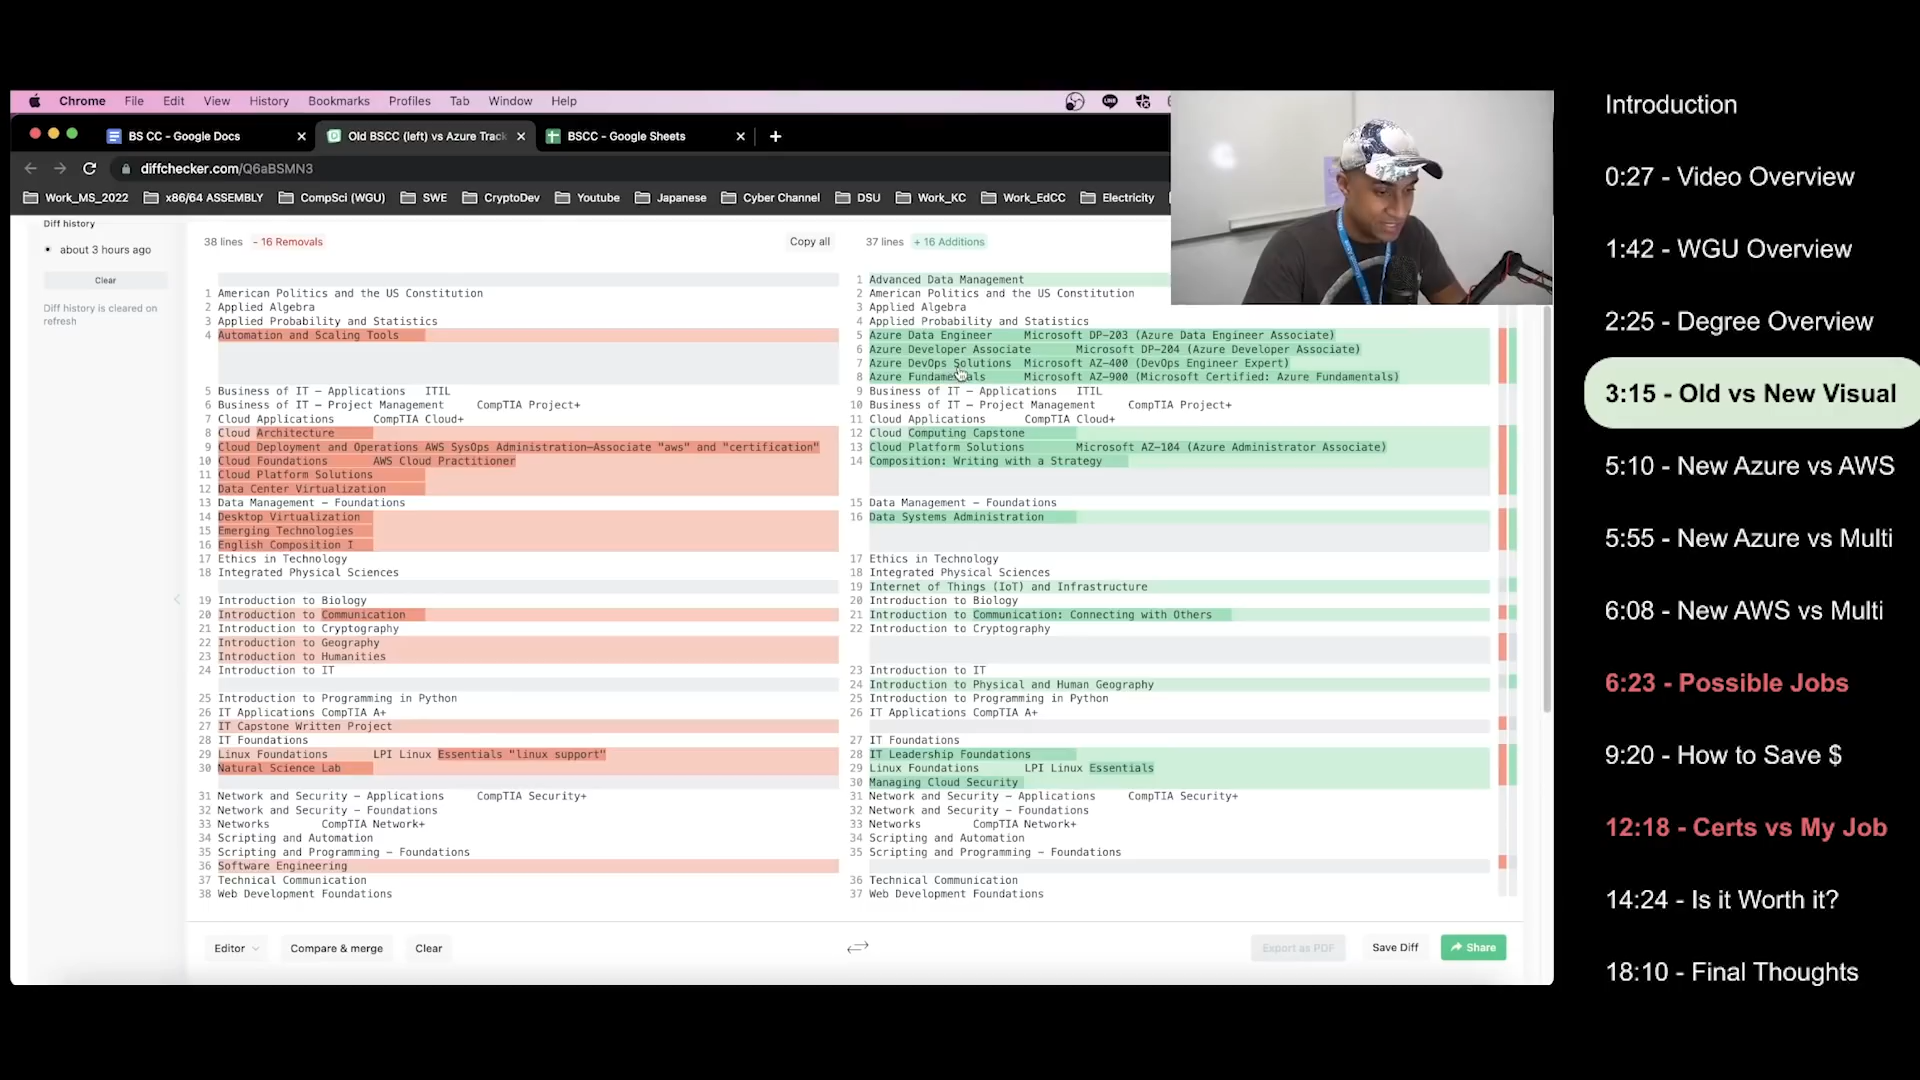 Chrome File Edit View History Bookmarks Profiles Tab Window Help
BS CC - Google Docs
Old BSCC (left) vs Azure Track
BSCC - Google Sheets
diffchecker.com/Q6aBSMN3
Work_MS_2022 x86/64 ASSEMBLY CompSci (WGU) SWE CryptoDev Youtube Japanese Cyber Channel DSU Work_KC Work_EdCC Electricity
Diff history
about 3 hours ago
Clear
Diff history is cleared on
refresh
38 lines - 16 Removals Copy all
1 American Politics and the US Constitution
2 Applied Algebra
3 Applied Probability and Statistics
4 Automation and Scaling Tools
5 Business of IT – Applications ITIL
6 Business of IT – Project Management CompTIA Project+
7 Cloud Applications CompTIA Cloud+
8 Cloud Architecture
9 Cloud Deployment and Operations AWS SysOps Administration–Associate "aws" and "certification"
10 Cloud Foundations AWS Cloud Practitioner
11 Cloud Platform Solutions
12 Data Center Virtualization
13 Data Management – Foundations
14 Desktop Virtualization
15 Emerging Technologies
16 English Composition I
17 Ethics in Technology
18 Integrated Physical Sciences
19 Introduction to Biology
20 Introduction to Communication
21 Introduction to Cryptography
22 Introduction to Geography
23 Introduction to Humanities
24 Introduction to IT
25 Introduction to Programming in Python
26 IT Applications CompTIA A+
27 IT Capstone Written Project
28 IT Foundations
29 Linux Foundations LPI Linux Essentials "linux support"
30 Natural Science Lab
31 Network and Security – Applications CompTIA Security+
32 Network and Security – Foundations
33 Networks CompTIA Network+
34 Scripting and Automation
35 Scripting and Programming – Foundations
36 Software Engineering
37 Technical Communication
38 Web Development Foundations
37 lines + 16 Additions
1 Advanced Data Management
2 American Politics and the US Constitution
3 Applied Algebra
4 Applied Probability and Statistics
5 Azure Data Engineer Microsoft DP–203 (Azure Data Engineer Associate)
6 Azure Developer Associate Microsoft DP–204 (Azure Developer Associate)
7 Azure DevOps Solutions Microsoft AZ–400 (DevOps Engineer Expert)
8 Azure Fundamentals Microsoft AZ–900 (Microsoft Certified: Azure Fundamentals)
9 Business of IT – Applications ITIL
10 Business of IT – Project Management CompTIA Project+
11 Cloud Applications CompTIA Cloud+
12 Cloud Computing Capstone
13 Cloud Platform Solutions Microsoft AZ–104 (Azure Administrator Associate)
14 Composition: Writing with a Strategy
15 Data Management – Foundations
16 Data Systems Administration
17 Ethics in Technology
18 Integrated Physical Sciences
19 Internet of Things (IoT) and Infrastructure
20 Introduction to Biology
21 Introduction to Communication: Connecting with Others
22 Introduction to Cryptography
23 Introduction to IT
24 Introduction to Physical and Human Geography
25 Introduction to Programming in Python
26 IT Applications CompTIA A+
27 IT Foundations
28 IT Leadership Foundations
29 Linux Foundations LPI Linux Essentials
30 Managing Cloud Security
31 Network and Security – Applications CompTIA Security+
32 Network and Security – Foundations
33 Networks CompTIA Network+
34 Scripting and Automation
35 Scripting and Programming – Foundations
36 Technical Communication
37 Web Development Foundations
Editor Compare & merge Clear Export as PDF Save Diff Share
Introduction
0:27 - Video Overview
1:42 - WGU Overview
2:25 - Degree Overview
3:15 - Old vs New Visual
5:10 - New Azure vs AWS
5:55 - New Azure vs Multi
6:08 - New AWS vs Multi
6:23 - Possible Jobs
9:20 - How to Save $
12:18 - Certs vs My Job
14:24 - Is it Worth it?
18:10 - Final Thoughts